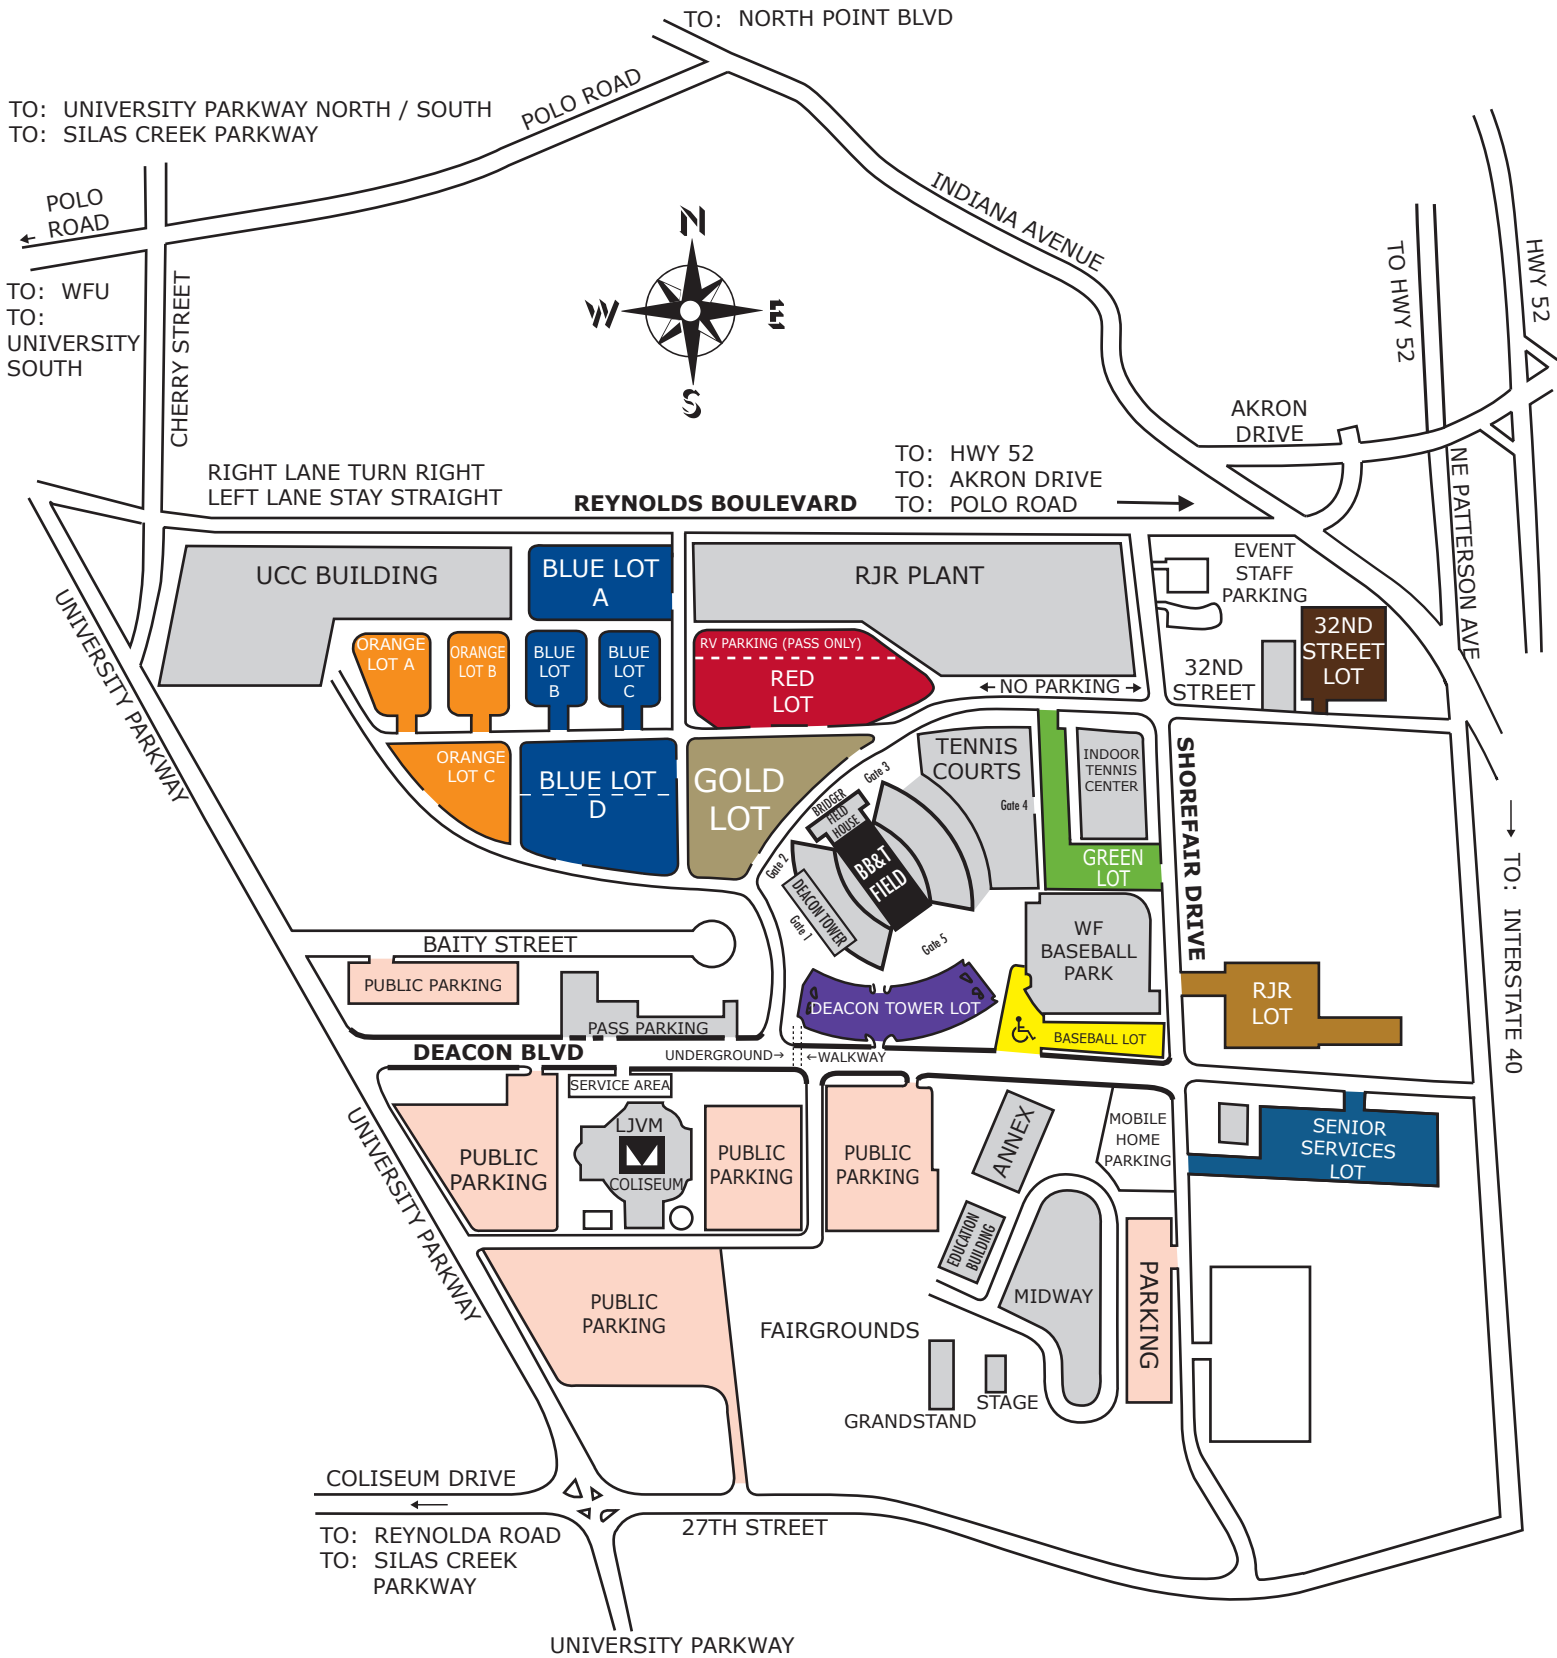 TO: NORTH POINT BLVD
POLO ROAD
TO: UNIVERSITY PARKWAY NORTH / SOUTH
TO: SILAS CREEK PARKWAY
POLO
ROAD
INDIANA AVENUE
N
W
E
S
TO HWY 52
HWY 52
TO: WFU
TO:
UNIVERSITY
SOUTH
CHERRY STREET
AKRON
DRIVE
RIGHT LANE TURN RIGHT
LEFT LANE STAY STRAIGHT
REYNOLDS BOULEVARD
TO: HWY 52
TO: AKRON DRIVE
TO: POLO ROAD
NE PATTERSON AVE
UCC BUILDING
BLUE LOT
A
RJR PLANT
EVENT
STAFF
PARKING
UNIVERSITY PARKWAY
ORANGE
LOT A
ORANGE
LOT B
BLUE
LOT
B
BLUE
LOT
C
RV PARKING (PASS ONLY)
RED
LOT
NO PARKING
32ND
STREET
32ND
STREET
LOT
ORANGE
LOT C
BLUE LOT
D
GOLD
LOT
TENNIS
COURTS
INDOOR
TENNIS
CENTER
SHOREFAIR DRIVE
Gate 3
Gate 4
BRIDGER
FIELD
HOUSE
BB&T
FIELD
Gate 2
DEACON TOWER
Gate 1
Gate 5
GREEN
LOT
TO: INTERSTATE 40
BAITY STREET
WF
BASEBALL
PARK
PUBLIC PARKING
PASS PARKING
DEACON TOWER LOT
RJR
LOT
BASEBALL LOT
DEACON BLVD
UNDERGROUND
WALKWAY
SERVICE AREA
UNIVERSITY PARKWAY
PUBLIC
PARKING
LJVM
COLISEUM
PUBLIC
PARKING
PUBLIC
PARKING
ANNEX
MOBILE
HOME
PARKING
SENIOR
SERVICES
LOT
EDUCATION
BUILDING
MIDWAY
PARKING
PUBLIC
PARKING
FAIRGROUNDS
STAGE
GRANDSTAND
COLISEUM DRIVE
27TH STREET
TO: REYNOLDA ROAD
TO: SILAS CREEK
PARKWAY
UNIVERSITY PARKWAY